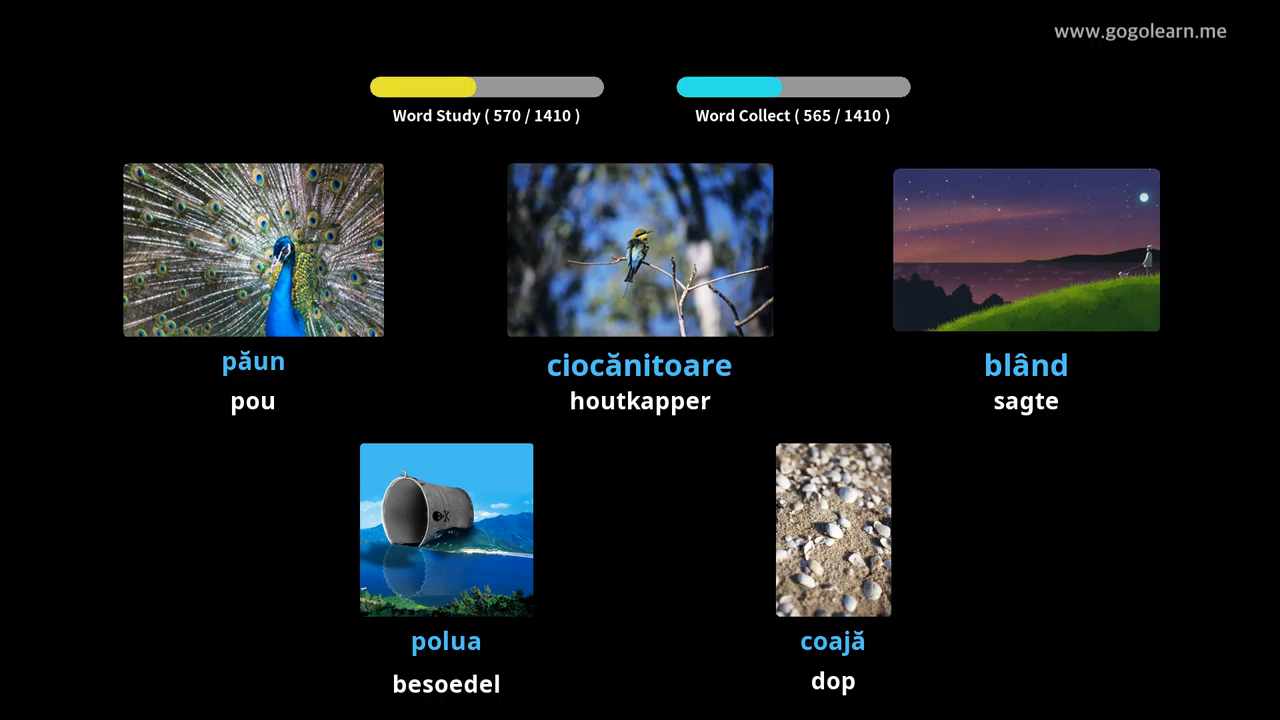 www.gogolearn.me
Word Study ( 570 / 1410 )
Word Collect ( 565 / 1410 )
păun
ciocănitoare
blând
pou
houtkapper
sagte
polua
coajă
besoedel
dop